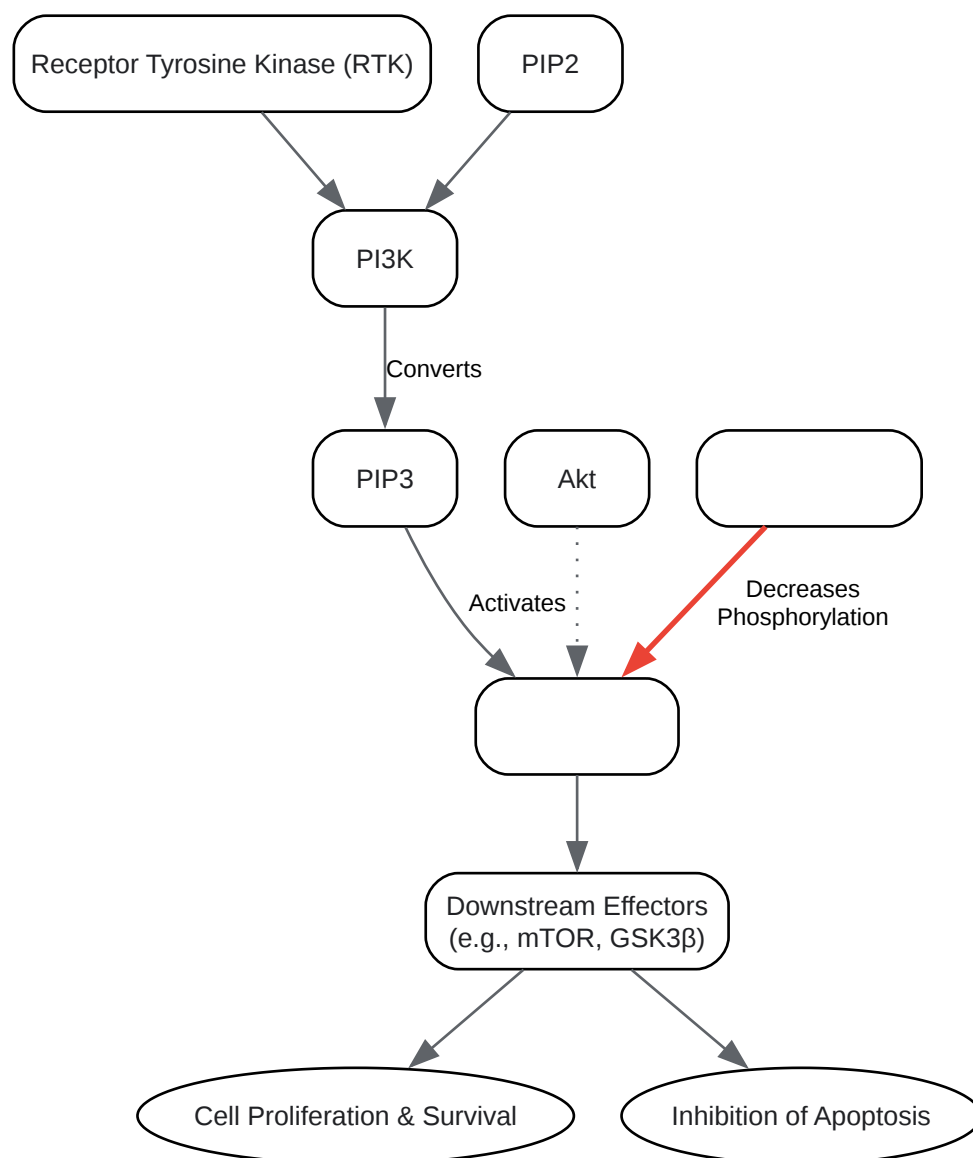 Receptor Tyrosine Kinase (RTK)
PIP2
PI3K
Converts
PIP3
Akt
Activates
Decreases
Phosphorylation
Downstream Effectors
(e.g., mTOR, GSK3β)
Cell Proliferation & Survival
Inhibition of Apoptosis